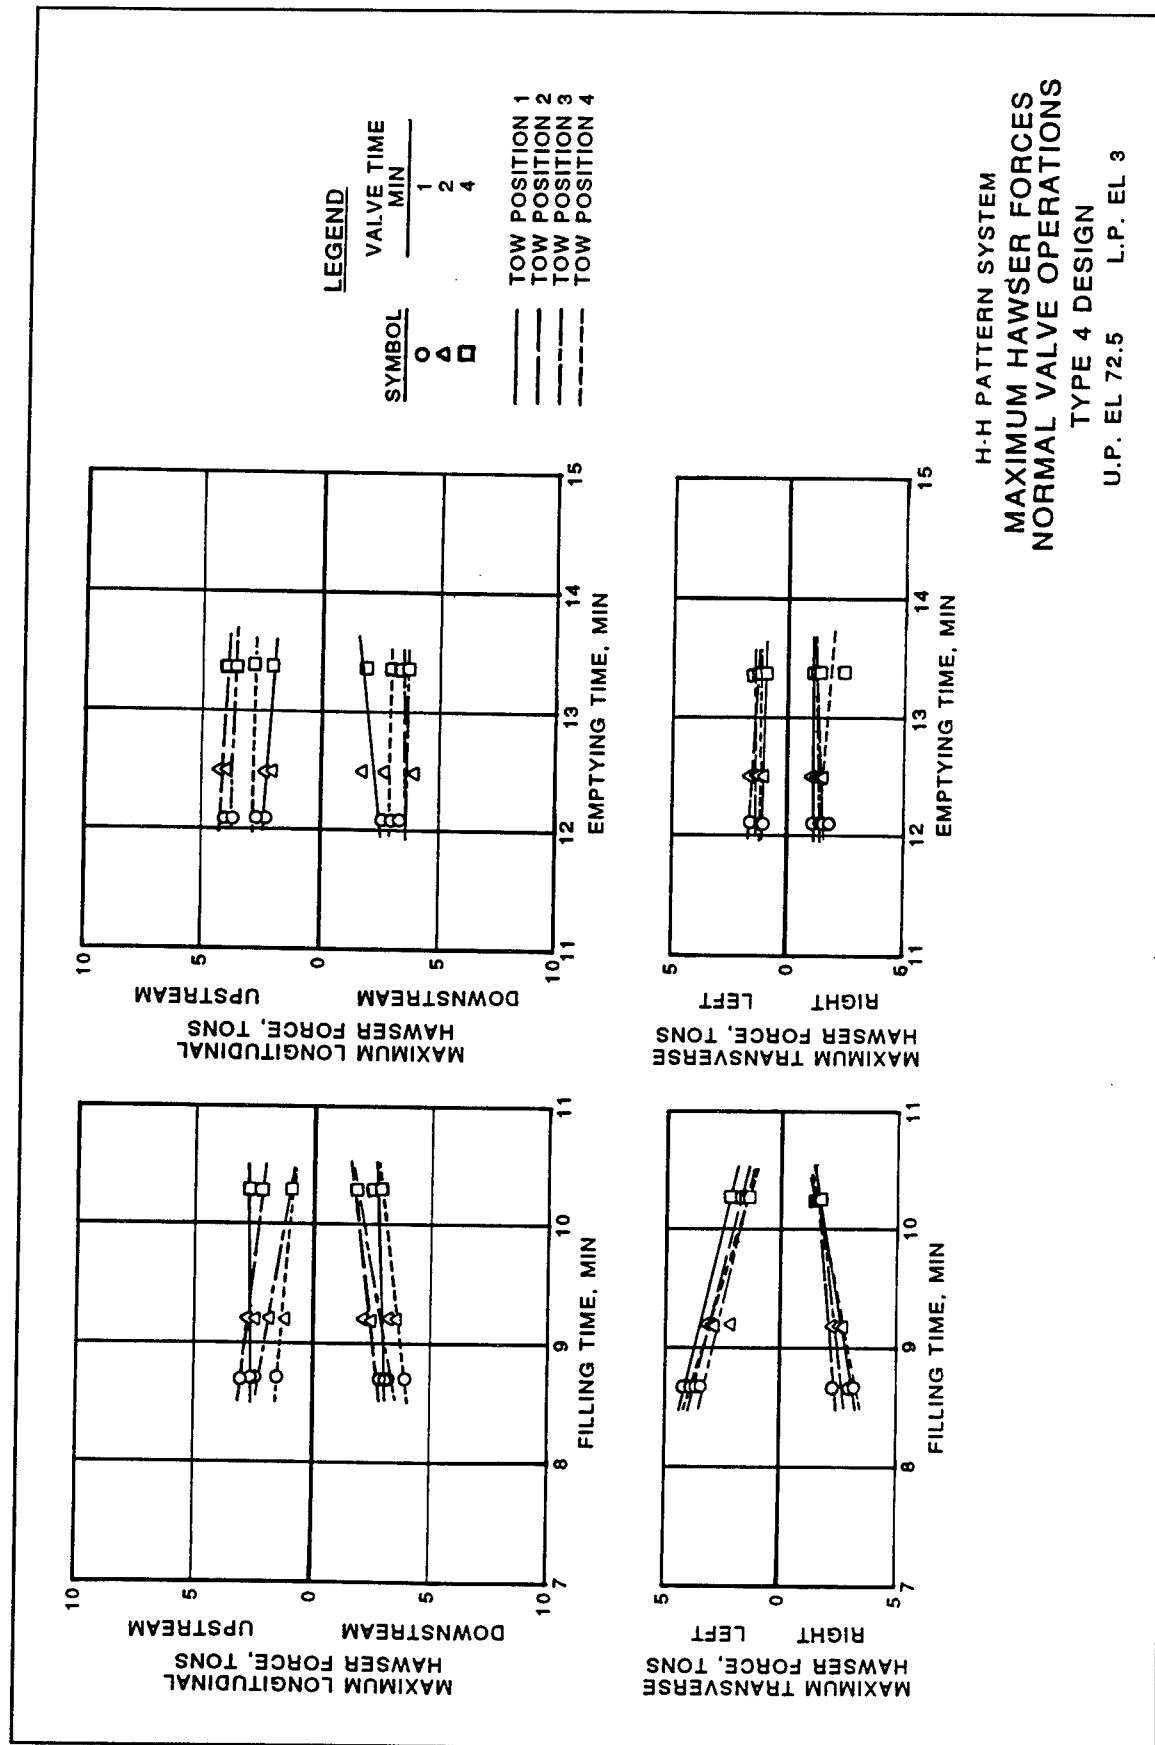 LEGEND
SYMBOL
VALVE TIME
MIN
1
2
4
TOW POSITION 1
TOW POSITION 2
TOW POSITION 3
TOW POSITION 4
MAXIMUM LONGITUDINAL
HAWSER FORCE, TONS
DOWNSTREAM UPSTREAM
10
5
0
5
10
7 8 9 10 11
FILLING TIME, MIN
MAXIMUM LONGITUDINAL
HAWSER FORCE, TONS
DOWNSTREAM UPSTREAM
10
5
0
5
10
11 12 13 14 15
EMPTYING TIME, MIN
MAXIMUM TRANSVERSE
HAWSER FORCE, TONS
RIGHT LEFT
5
0
5
7 8 9 10 11
FILLING TIME, MIN
MAXIMUM TRANSVERSE
HAWSER FORCE, TONS
RIGHT LEFT
5
0
5
11 12 13 14 15
EMPTYING TIME, MIN
H-H PATTERN SYSTEM
MAXIMUM HAWSER FORCES
NORMAL VALVE OPERATIONS
TYPE 4 DESIGN
U.P. EL 72.5 L.P. EL 3